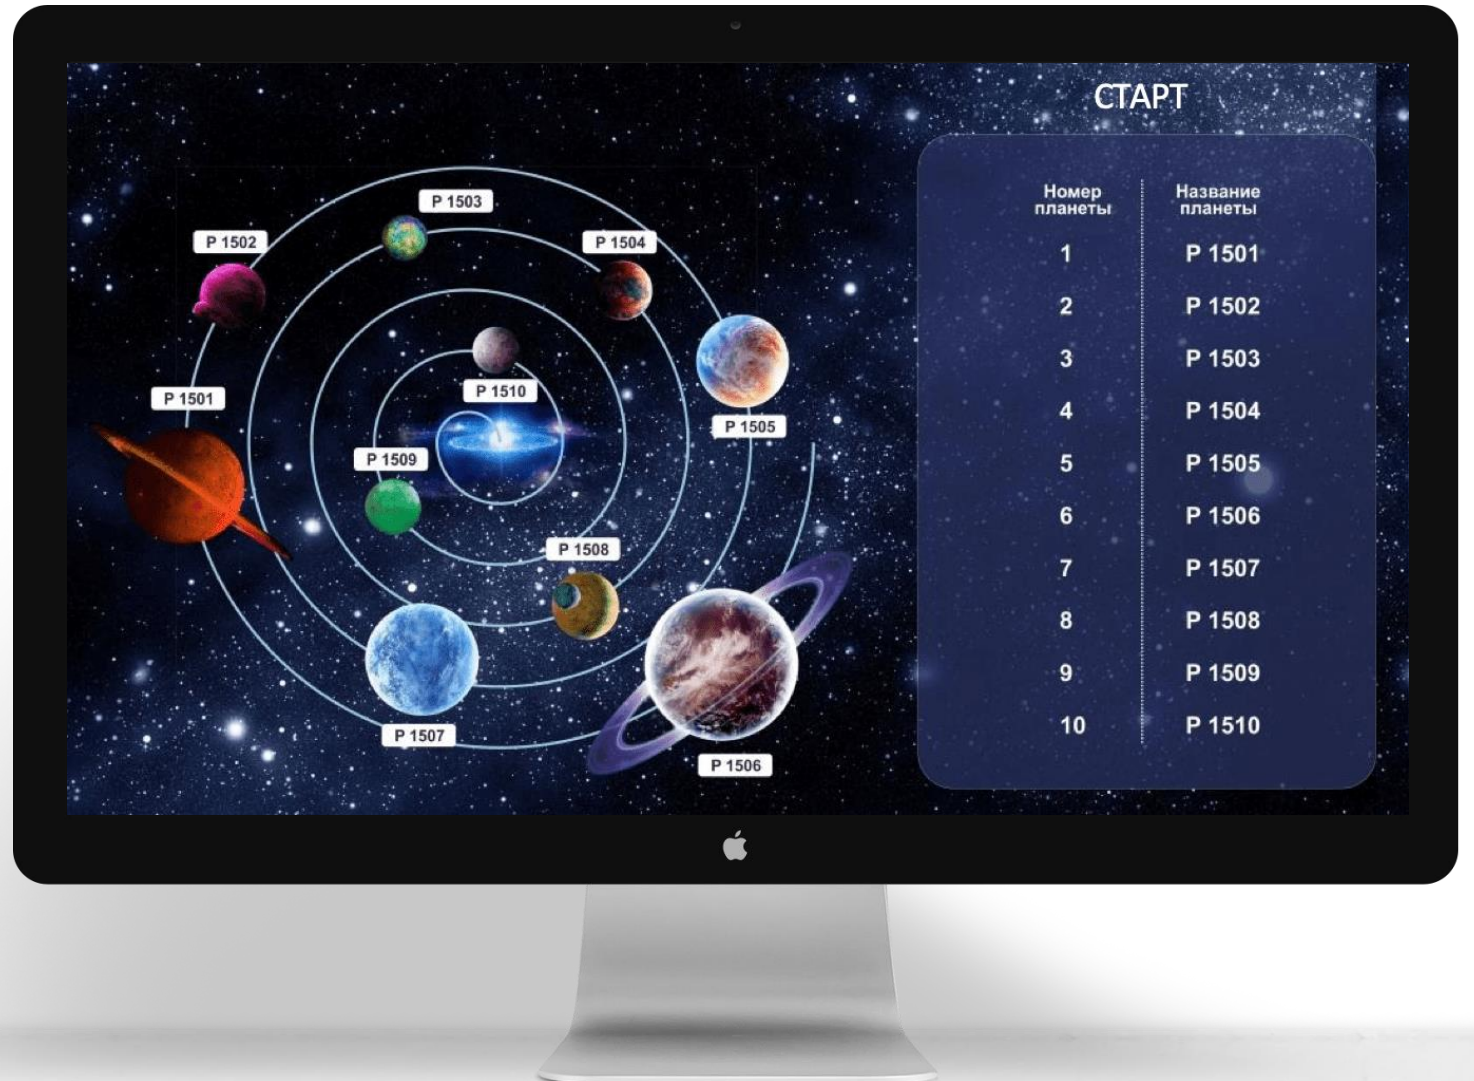 СТАРТ
P 1503
P 1502
P 1504
P 1510
P 1501
P 1505
P 1509
P 1508
P 1507
P 1506
Номер
планеты
Название
планеты
1 P 1501
2 P 1502
3 P 1503
4 P 1504
5 P 1505
6 P 1506
7 P 1507
8 P 1508
9 P 1509
10 P 1510